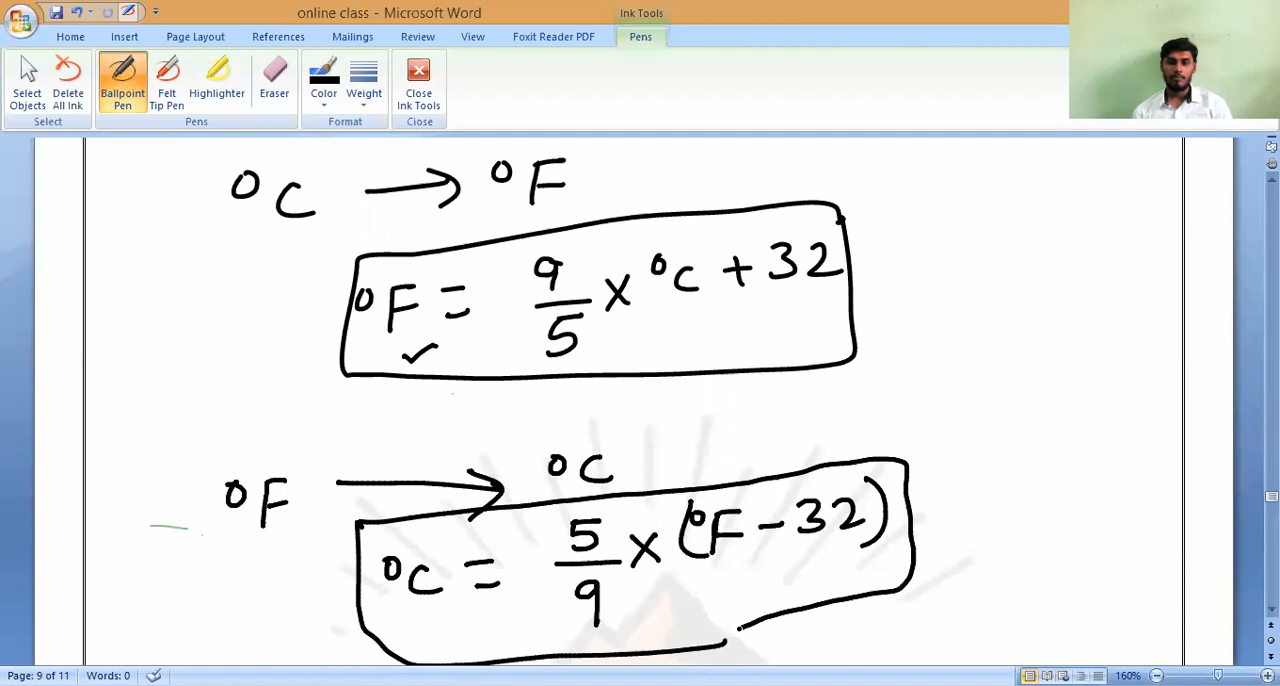 online class - Microsoft Word
Ink Tools
Home Insert Page Layout References Mailings Review View Foxit Reader PDF Pens
Select Objects
Delete All Ink
Ballpoint Pen
Felt Tip Pen
Highlighter
Eraser
Color
Weight
Close Ink Tools
Select Pens Format Close
°C → °F
°F = 9/5 × °C + 32
✓
°F → °C
°C = 5/9 × (°F - 32)
Page: 9 of 11 Words: 0 160%